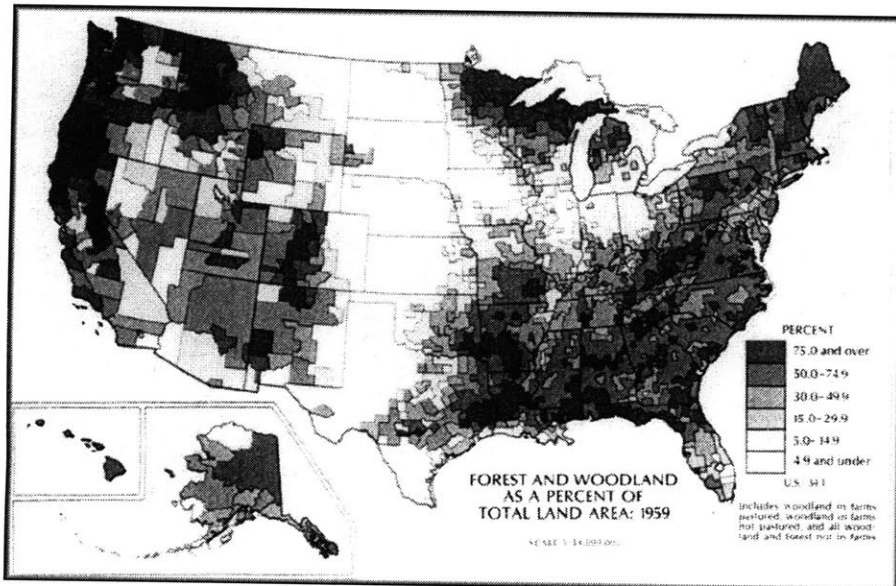 FOREST AND WOODLAND
AS A PERCENT OF
TOTAL LAND AREA: 1959
PERCENT
75.0 and over
50.0-74.9
30.0-49.9
15.0-29.9
5.0-14.9
4.9 and under
U.S. 34.1
Includes woodland in farms
pastured, woodland in farms
not pastured, and all wood-
land and forest not in farms